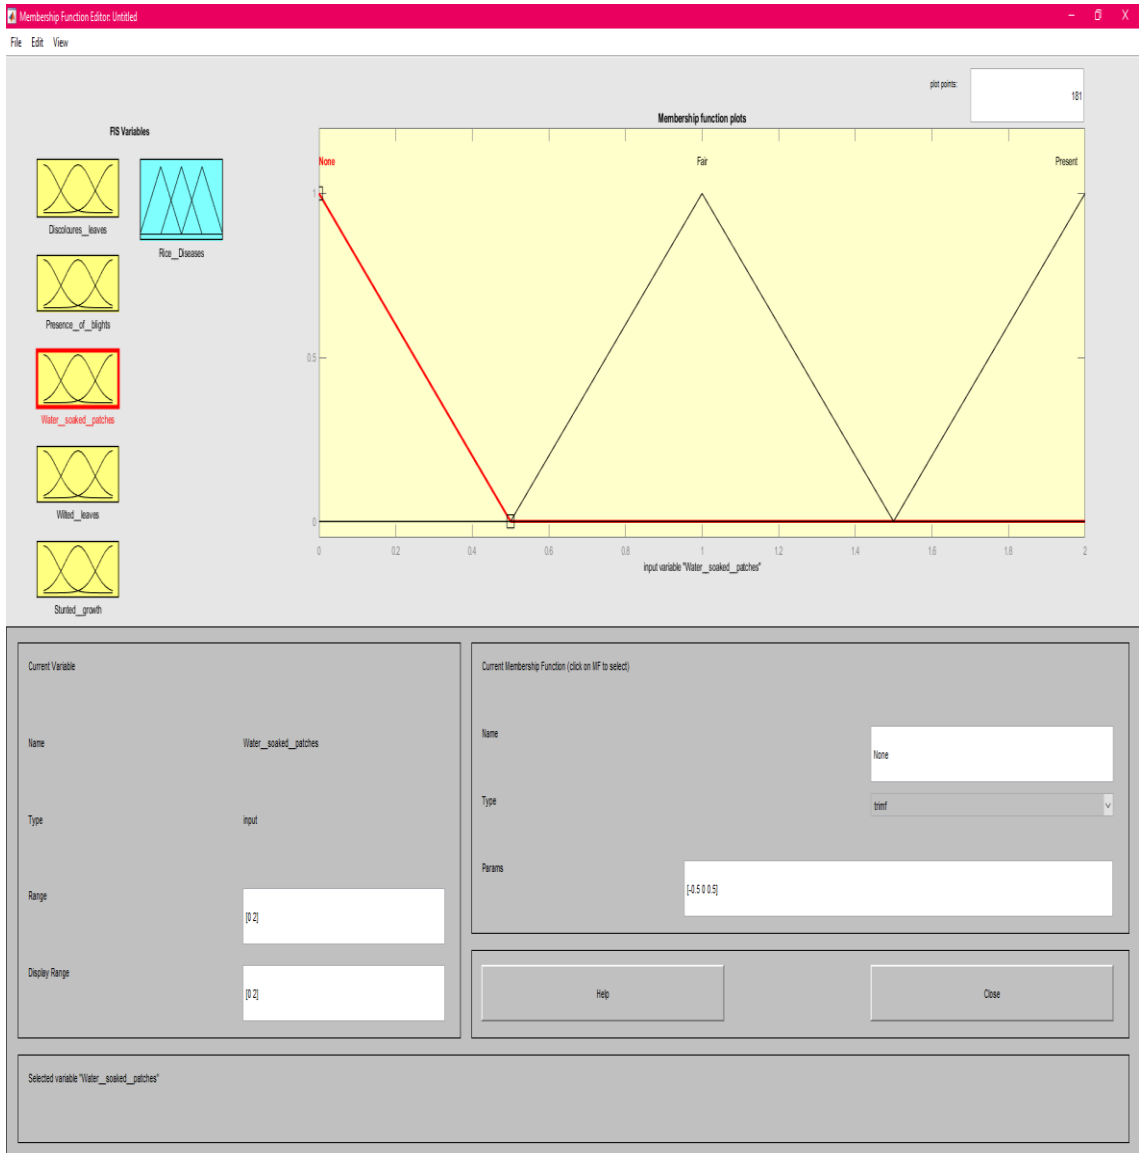 Membership Function Editor: Untitled
File Edit View
plot points:
181
FIS Variables
Membership function plots
Discoloures__leaves
Rice__Diseases
Presence__of__blights
Water__soaked__patches
Wilted__leaves
Stunted__growth
None Fair Present
1
0.5
0
0 0.2 0.4 0.6 0.8 1 1.2 1.4 1.6 1.8 2
input variable "Water__soaked__patches"
Current Variable
Name Water__soaked__patches
Type input
Range [0 2]
Display Range [0 2]
Current Membership Function (click on MF to select)
Name None
Type trimf
Params [-0.5 0 0.5]
Help Close
Selected variable "Water__soaked__patches"